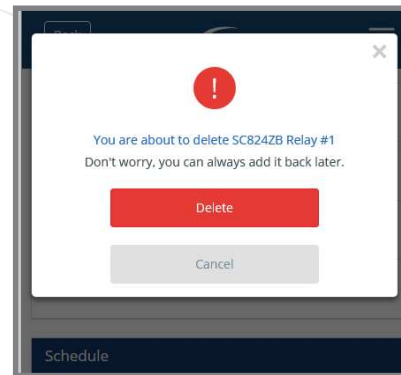 Back
×
!
You are about to delete SC824ZB Relay #1
Don't worry, you can always add it back later.
Delete
Cancel
Schedule